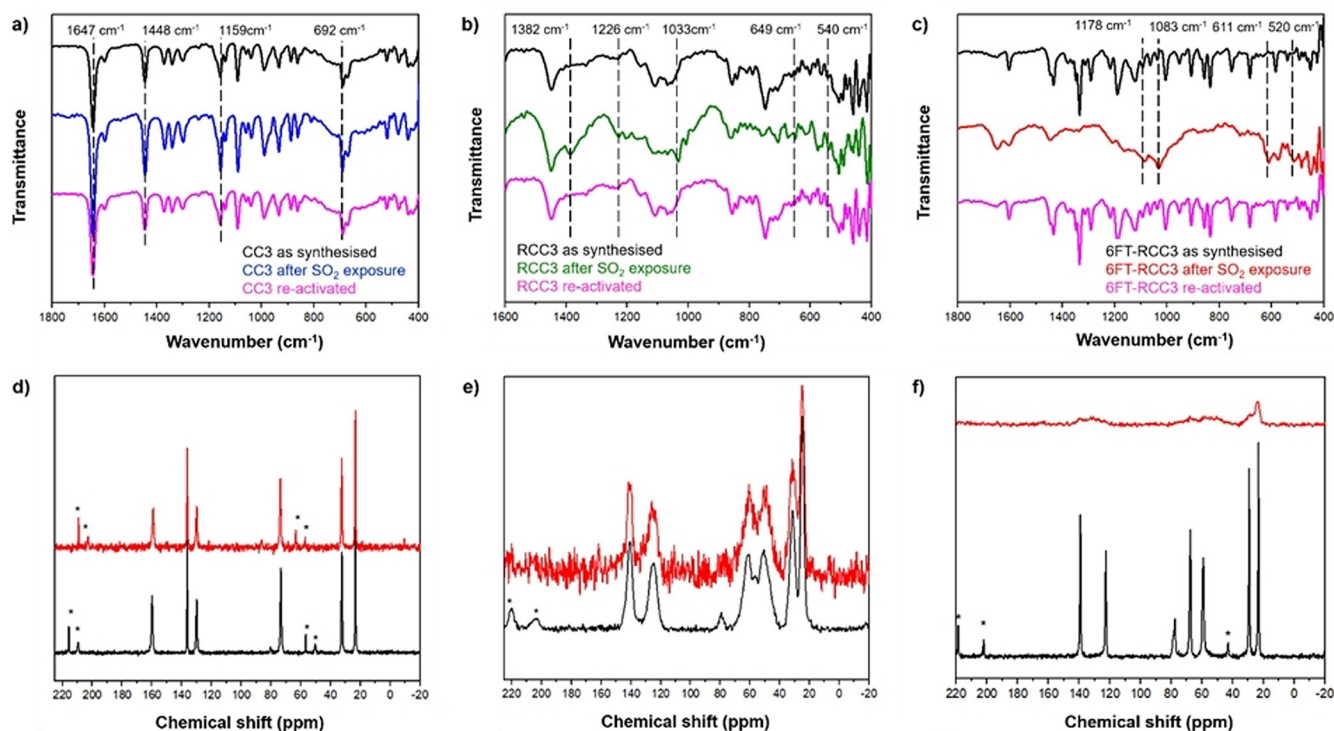 a)
1647 cm⁻¹ 1448 cm⁻¹ 1159cm⁻¹ 692 cm⁻¹
Transmittance
CC3 as synthesised
CC3 after SO₂ exposure
CC3 re-activated
1800 1600 1400 1200 1000 800 600 400
Wavenumber (cm⁻¹)
b)
1382 cm⁻¹ 1226 cm⁻¹ 1033cm⁻¹ 649 cm⁻¹ 540 cm⁻¹
Transmittance
RCC3 as synthesised
RCC3 after SO₂ exposure
RCC3 re-activated
1600 1400 1200 1000 800 600 400
Wavenumber (cm⁻¹)
c)
1178 cm⁻¹ 1083 cm⁻¹ 611 cm⁻¹ 520 cm⁻¹
Transmittance
6FT-RCC3 as synthesised
6FT-RCC3 after SO₂ exposure
6FT-RCC3 re-activated
1800 1600 1400 1200 1000 800 600 400
Wavenumber (cm⁻¹)
d)
* * * *
* * * *
220 200 180 160 140 120 100 80 60 40 20 0 -20
Chemical shift (ppm)
e)
* *
220 200 180 160 140 120 100 80 60 40 20 0 -20
Chemical shift (ppm)
f)
* * *
220 200 180 160 140 120 100 80 60 40 20 0 -20
Chemical shift (ppm)